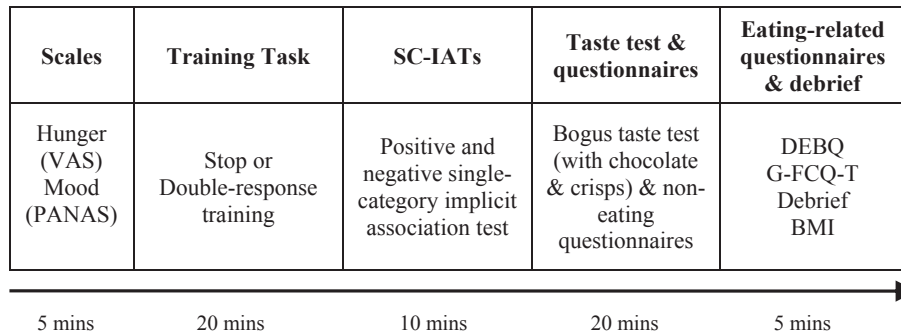 Scales
Training Task
SC-IATs
Taste test &
questionnaires
Eating-related
questionnaires
& debrief
Hunger
(VAS)
Mood
(PANAS)
Stop or
Double-response
training
Positive and
negative single-
category implicit
association test
Bogus taste test
(with chocolate
& crisps) & non-
eating
questionnaires
DEBQ
G-FCQ-T
Debrief
BMI
5 mins
20 mins
10 mins
20 mins
5 mins